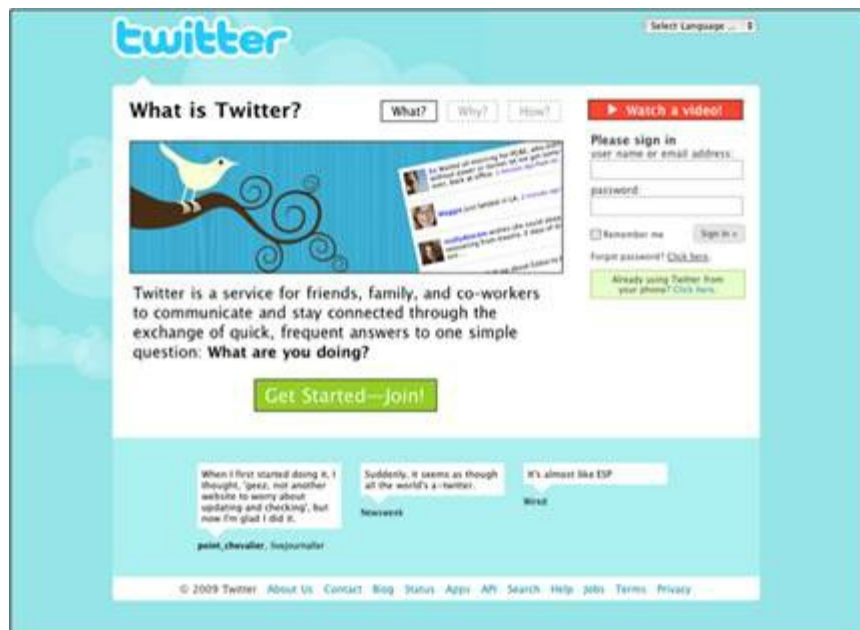 twitter
Select Language ...
What is Twitter?
What?
Why?
How?
Watch a video!
Please sign in
user name or email address:
password:
Remember me
Sign In »
Forgot password? Click here.
Already using Twitter from
your phone? Click here.
Twitter is a service for friends, family, and co-workers
to communicate and stay connected through the
exchange of quick, frequent answers to one simple
question: What are you doing?
Get Started—Join!
When I first started doing it, I
thought, 'geez, not another
website to worry about
updating and checking', but
now I'm glad I did it.
point_chevalier, livejournaller
Suddenly, it seems as though
all the world's a-twitter.
Newsweek
It's almost like ESP
Wired
© 2009 Twitter About Us Contact Blog Status Apps API Search Help Jobs Terms Privacy